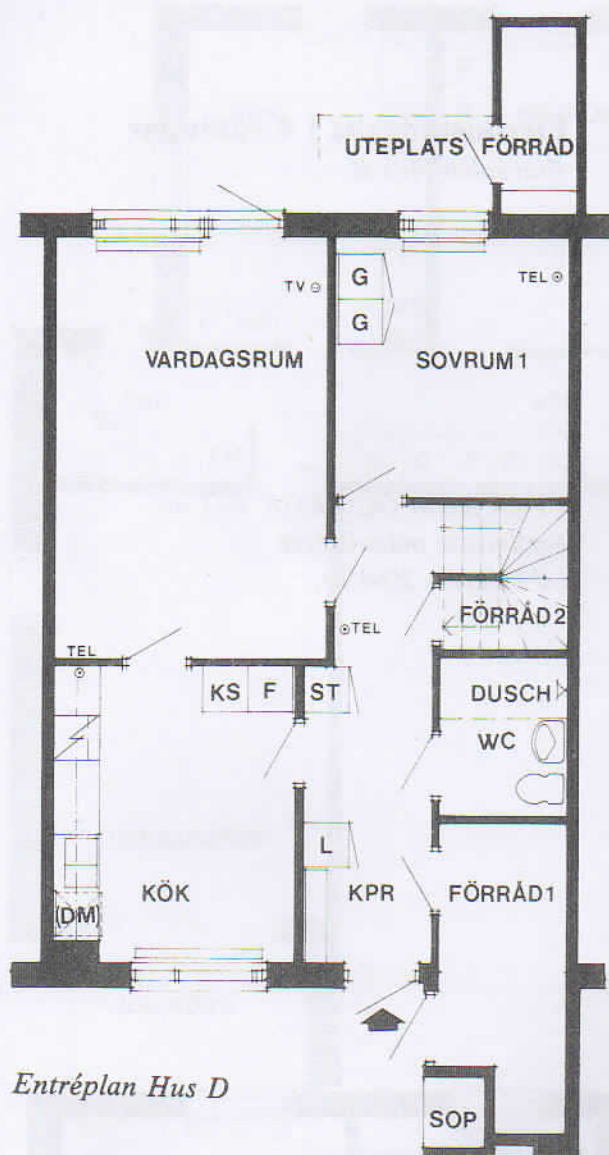 UTEPLATS FÖRRÅD
G
TV
TEL
G
VARDAGSRUM
SOVRUM 1
FÖRRÅD 2
TEL
TEL
KS F ST
DUSCH
WC
L
KÖK
KPR
FÖRRÅD 1
(DM)
Entréplan Hus D
SOP